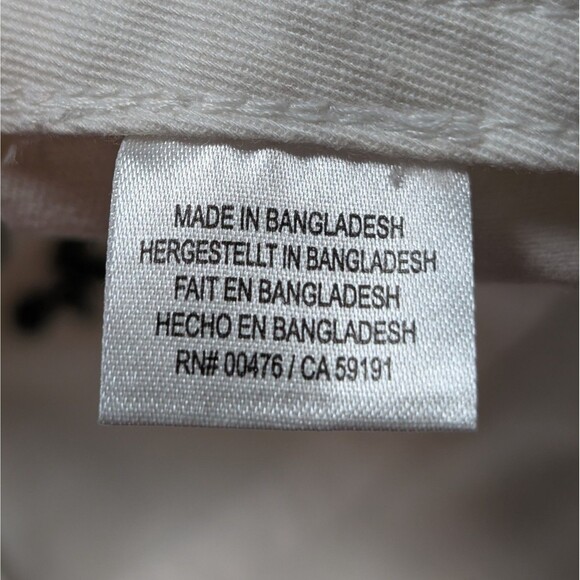 MADE IN BANGLADESH
HERGESTELLT IN BANGLADESH
FAIT EN BANGLADESH
HECHO EN BANGLADESH
RN# 00476 / CA 59191